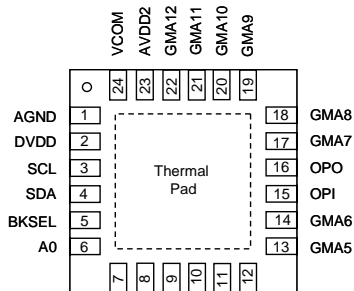 VCOM AVDD2 GMA12 GMA11 GMA10 GMA9
24 23 22 21 20 19
AGND 1 18 GMA8
DVDD 2 17 GMA7
SCL 3 Thermal Pad 16 OPO
SDA 4 15 OPI
BKSEL 5 14 GMA6
A0 6 13 GMA5
7 8 9 10 11 12